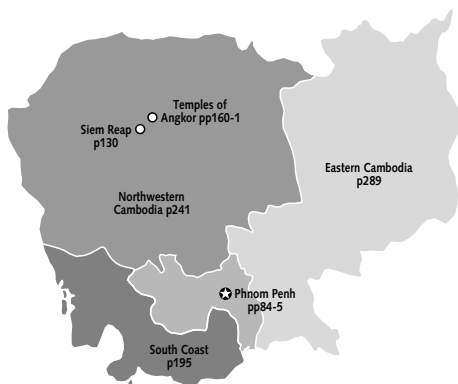 Temples of
Angkor pp160-1
Siem Reap
p130
Eastern Cambodia
p289
Northwestern
Cambodia p241
Phnom Penh
pp84-5
South Coast
p195